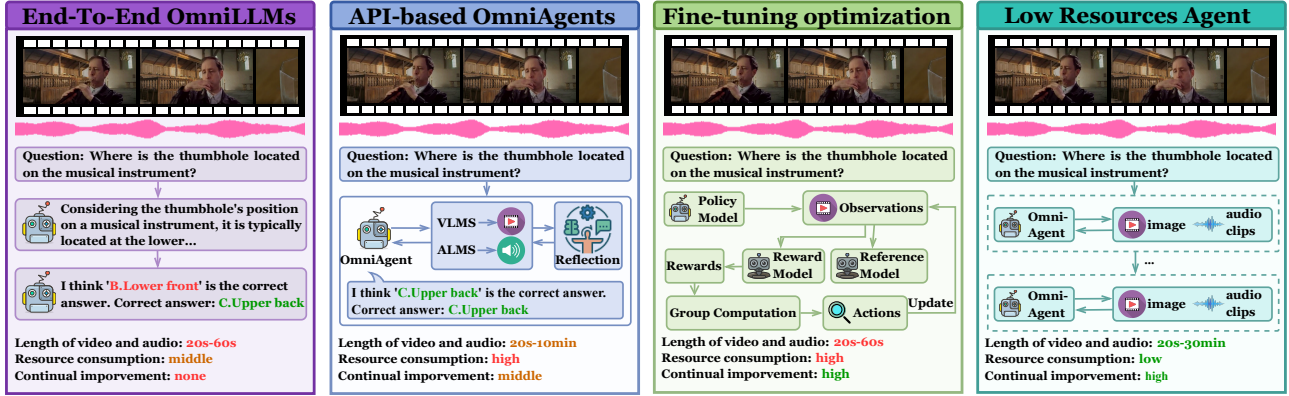 End-To-End OmniLLMs
Question: Where is the thumbhole located
on the musical instrument?
Considering the thumbhole's position
on a musical instrument, it is typically
located at the lower...
I think 'B.Lower front' is the correct
answer. Correct answer: C.Upper back
Length of video and audio: 20s-60s
Resource consumption: middle
Continual imporvement: none
API-based OmniAgents
Question: Where is the thumbhole located
on the musical instrument?
OmniAgent
VLMS
ALMS
Reflection
I think 'C.Upper back' is the correct answer.
Correct answer: C.Upper back
Length of video and audio: 20s-10min
Resource consumption: high
Continual imporvement: middle
Fine-tuning optimization
Question: Where is the thumbhole located
on the musical instrument?
Policy
Model
Observations
Rewards
Reward
Model
Reference
Model
Group Computation
Actions
Update
Length of video and audio: 20s-60s
Resource consumption: high
Continual imporvement: high
Low Resources Agent
Question: Where is the thumbhole located
on the musical instrument?
Omni-
Agent
image
audio
clips
...
Omni-
Agent
image
audio
clips
Length of video and audio: 20s-30min
Resource consumption: low
Continual imporvement: high